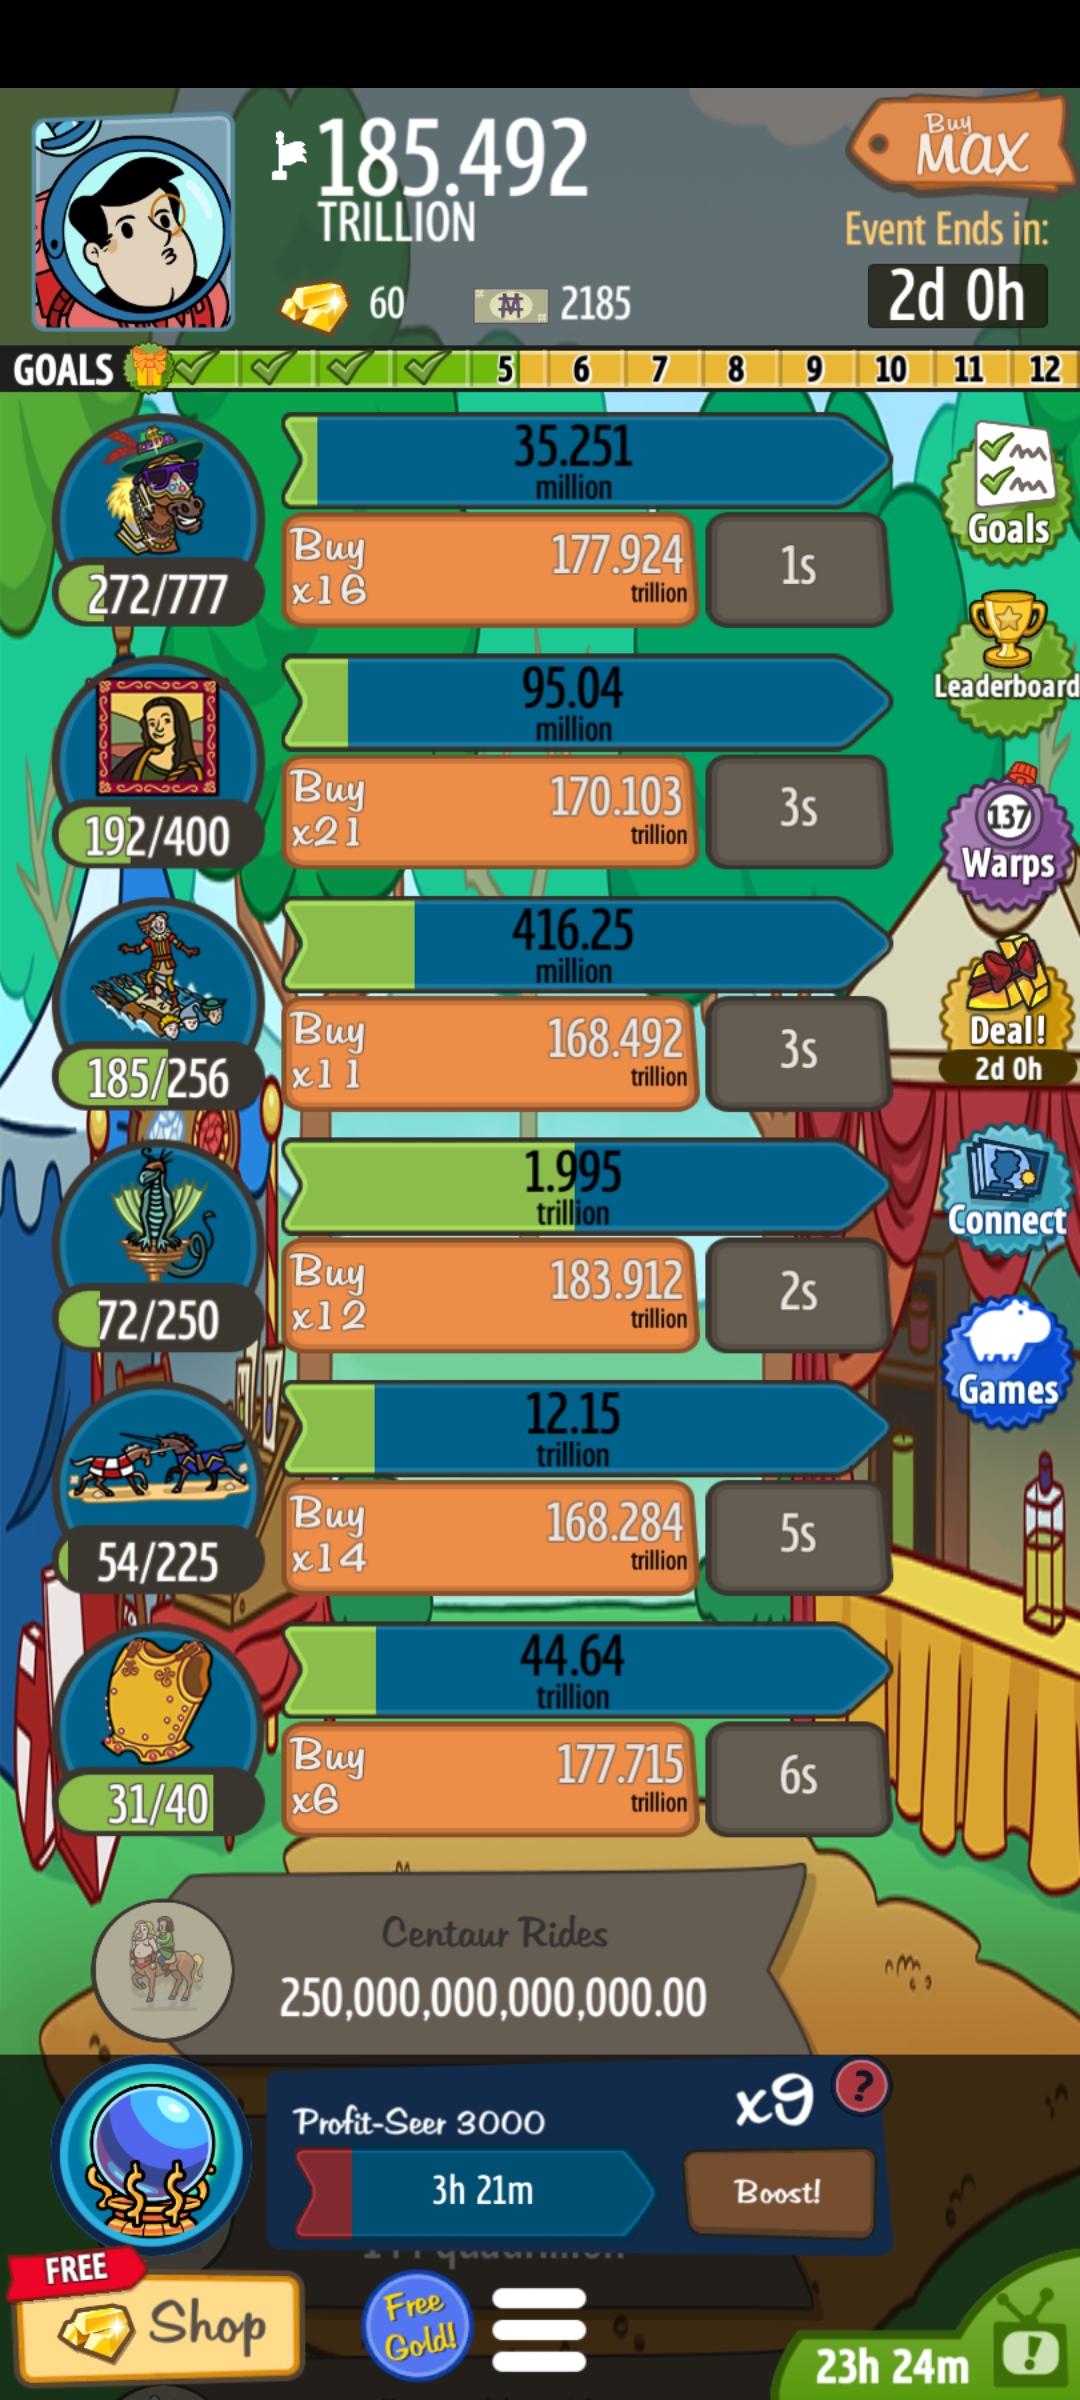 185.492
TRILLION
Buy
MAX
Event Ends in:
60
2185
2d 0h
GOALS 5 6 7 8 9 10 11 12
35.251
million
Buy
x16
177.924
trillion
1s
272/777
Goals
95.04
million
Leaderboard
Buy
x21
170.103
trillion
3s
192/400
137
Warps
416.25
million
Buy
x11
168.492
trillion
3s
185/256
Deal!
2d 0h
1.995
trillion
Buy
x12
183.912
trillion
2s
72/250
Connect
Games
12.15
trillion
Buy
x14
168.284
trillion
5s
54/225
44.64
trillion
Buy
x6
177.715
trillion
6s
31/40
Centaur Rides
250,000,000,000,000.00
Profit-Seer 3000
x9
?
3h 21m
Boost!
FREE
Shop
Free
Gold!
23h 24m
!